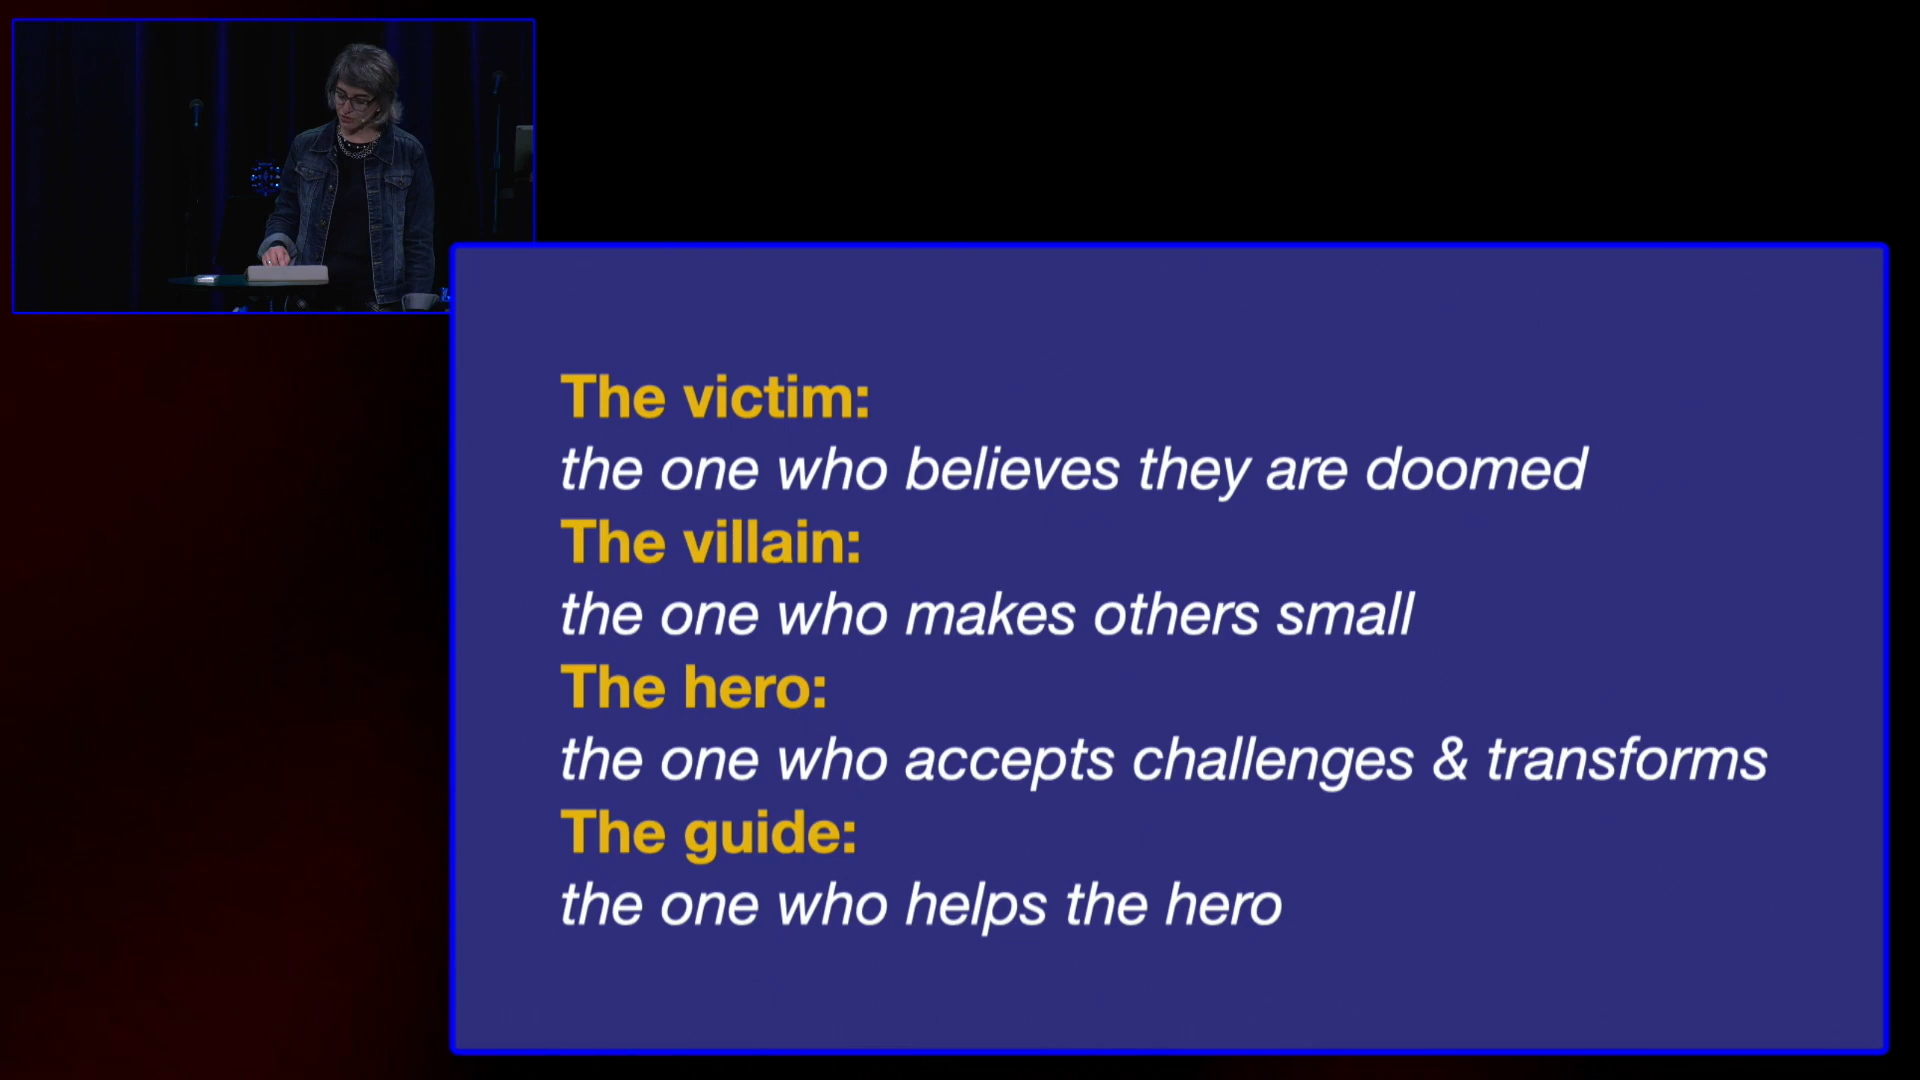 The victim:
the one who believes they are doomed
The villain:
the one who makes others small
The hero:
the one who accepts challenges & transforms
The guide:
the one who helps the hero